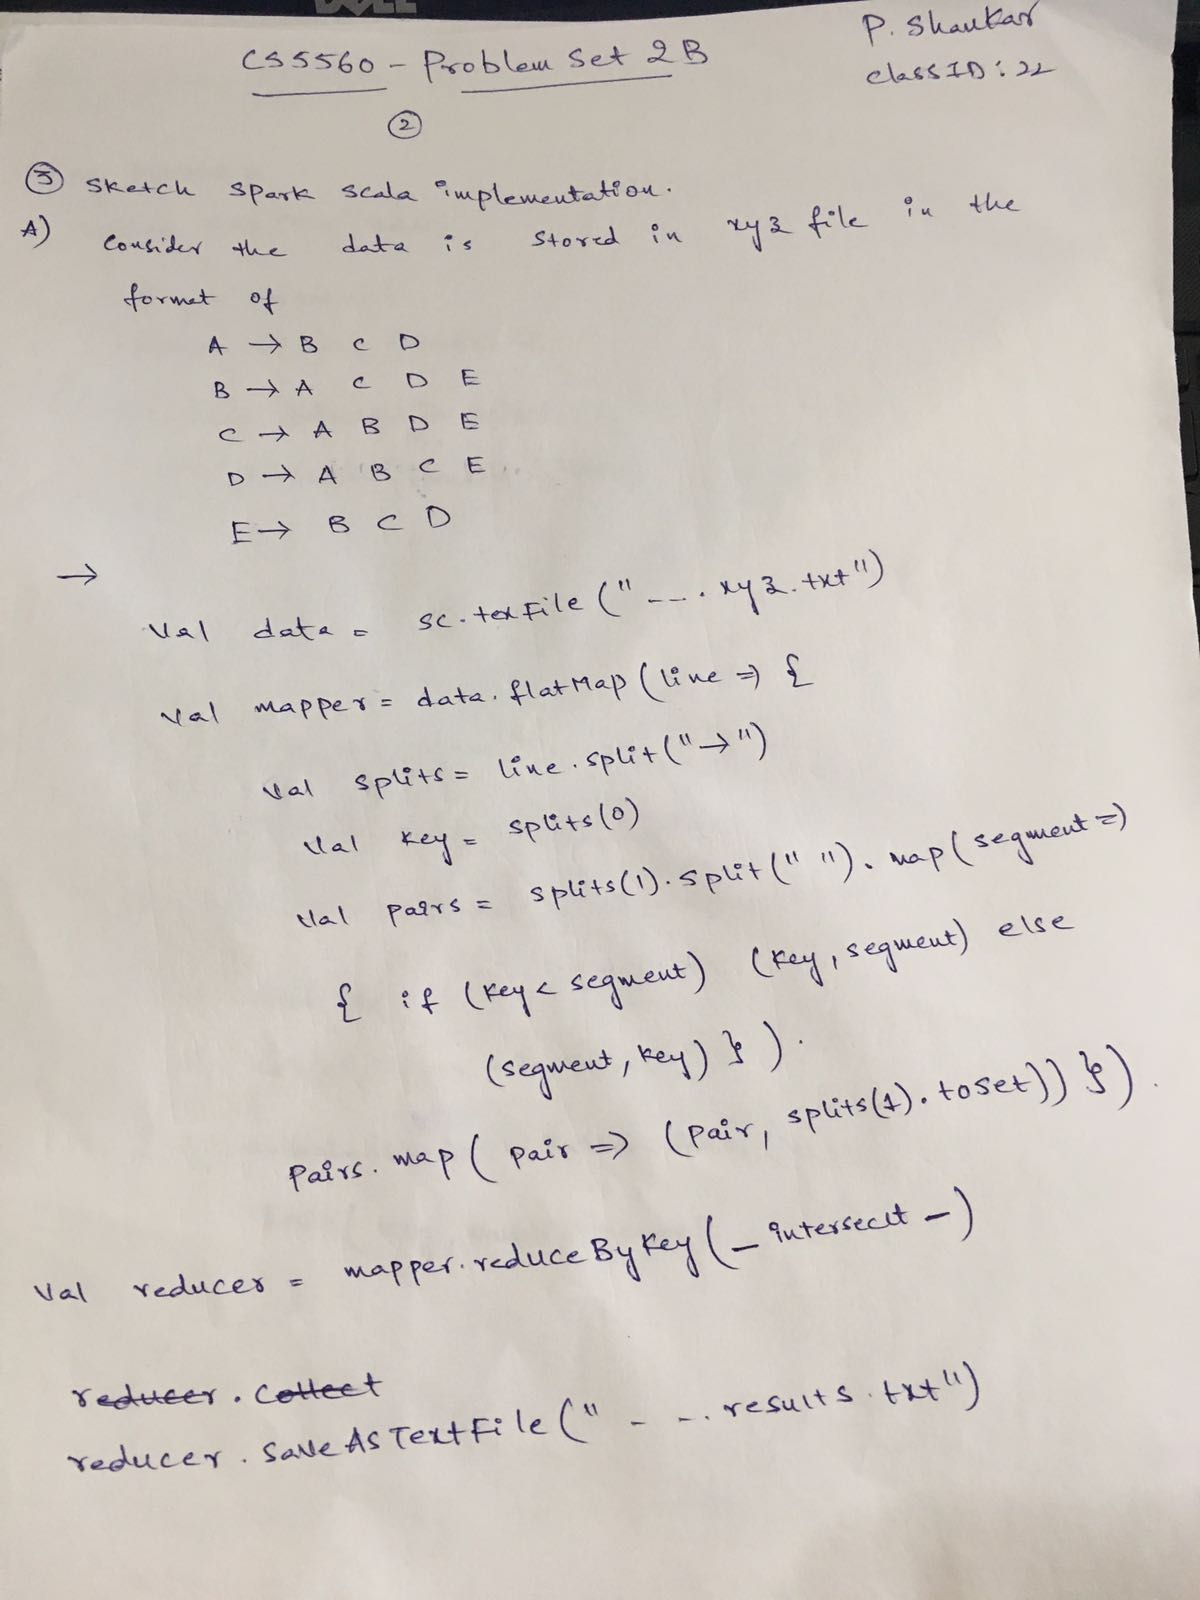 DELL
CS5560 - Problem Set 2B
P. Shankar
classID: 22
2
3 Sketch Spark scala implementation.
A) Consider the data is stored in xyz file in the
format of
A → B C D
B → A C D E
C → A B D E
D → A B C E
E → B C D
→
Val data = sc.texFile("--. xyz.txt")
Val mapper = data.flatMap(line => {
Val splits = line.split("→")
Val key = splits(0)
Val pairs = splits(1).split(" ").map(segment =>
{ if (key < segment) (key, segment) else
(segment, key) } ).
Pairs.map( pair => (pair, splits(1).toSet)) }).
Val reducer = mapper.reduceByKey(_ intersect _)
reducer.Collect
reducer.SaveAsTextFile("- -. results.txt")